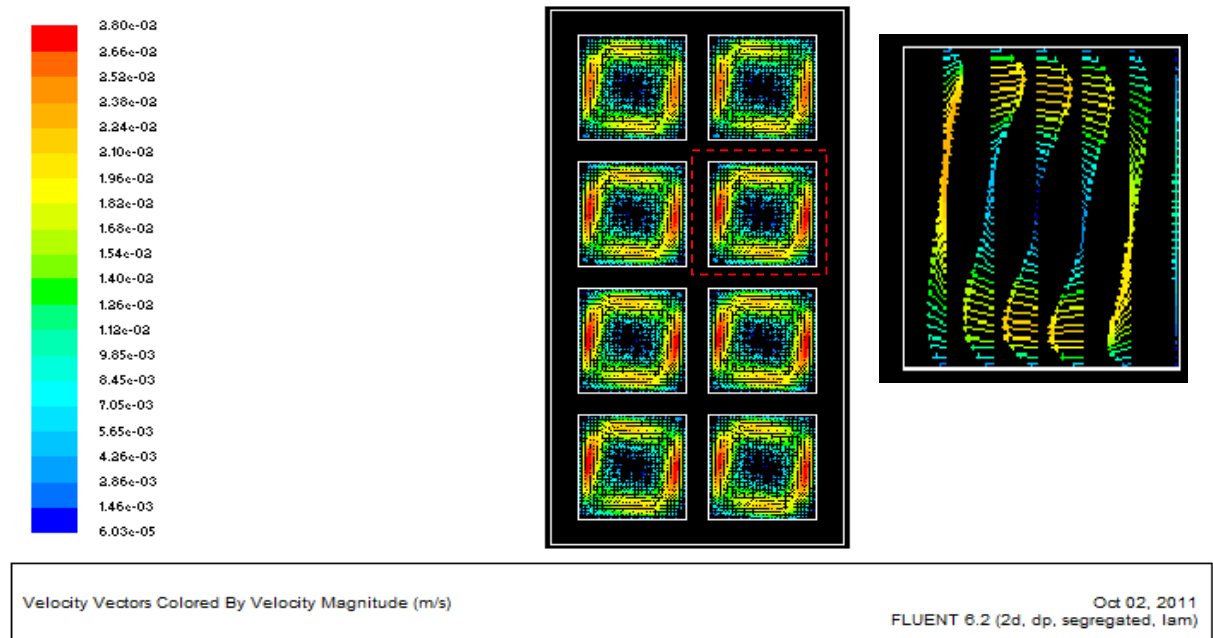 2.80e-02
2.66e-02
2.52e-02
2.38e-02
2.24e-02
2.10e-02
1.96e-02
1.82e-02
1.68e-02
1.54e-02
1.40e-02
1.26e-02
1.12e-02
9.85e-03
8.45e-03
7.05e-03
5.65e-03
4.26e-03
2.86e-03
1.46e-03
6.03e-05
Velocity Vectors Colored By Velocity Magnitude (m/s)
Oct 02, 2011
FLUENT 6.2 (2d, dp, segregated, lam)